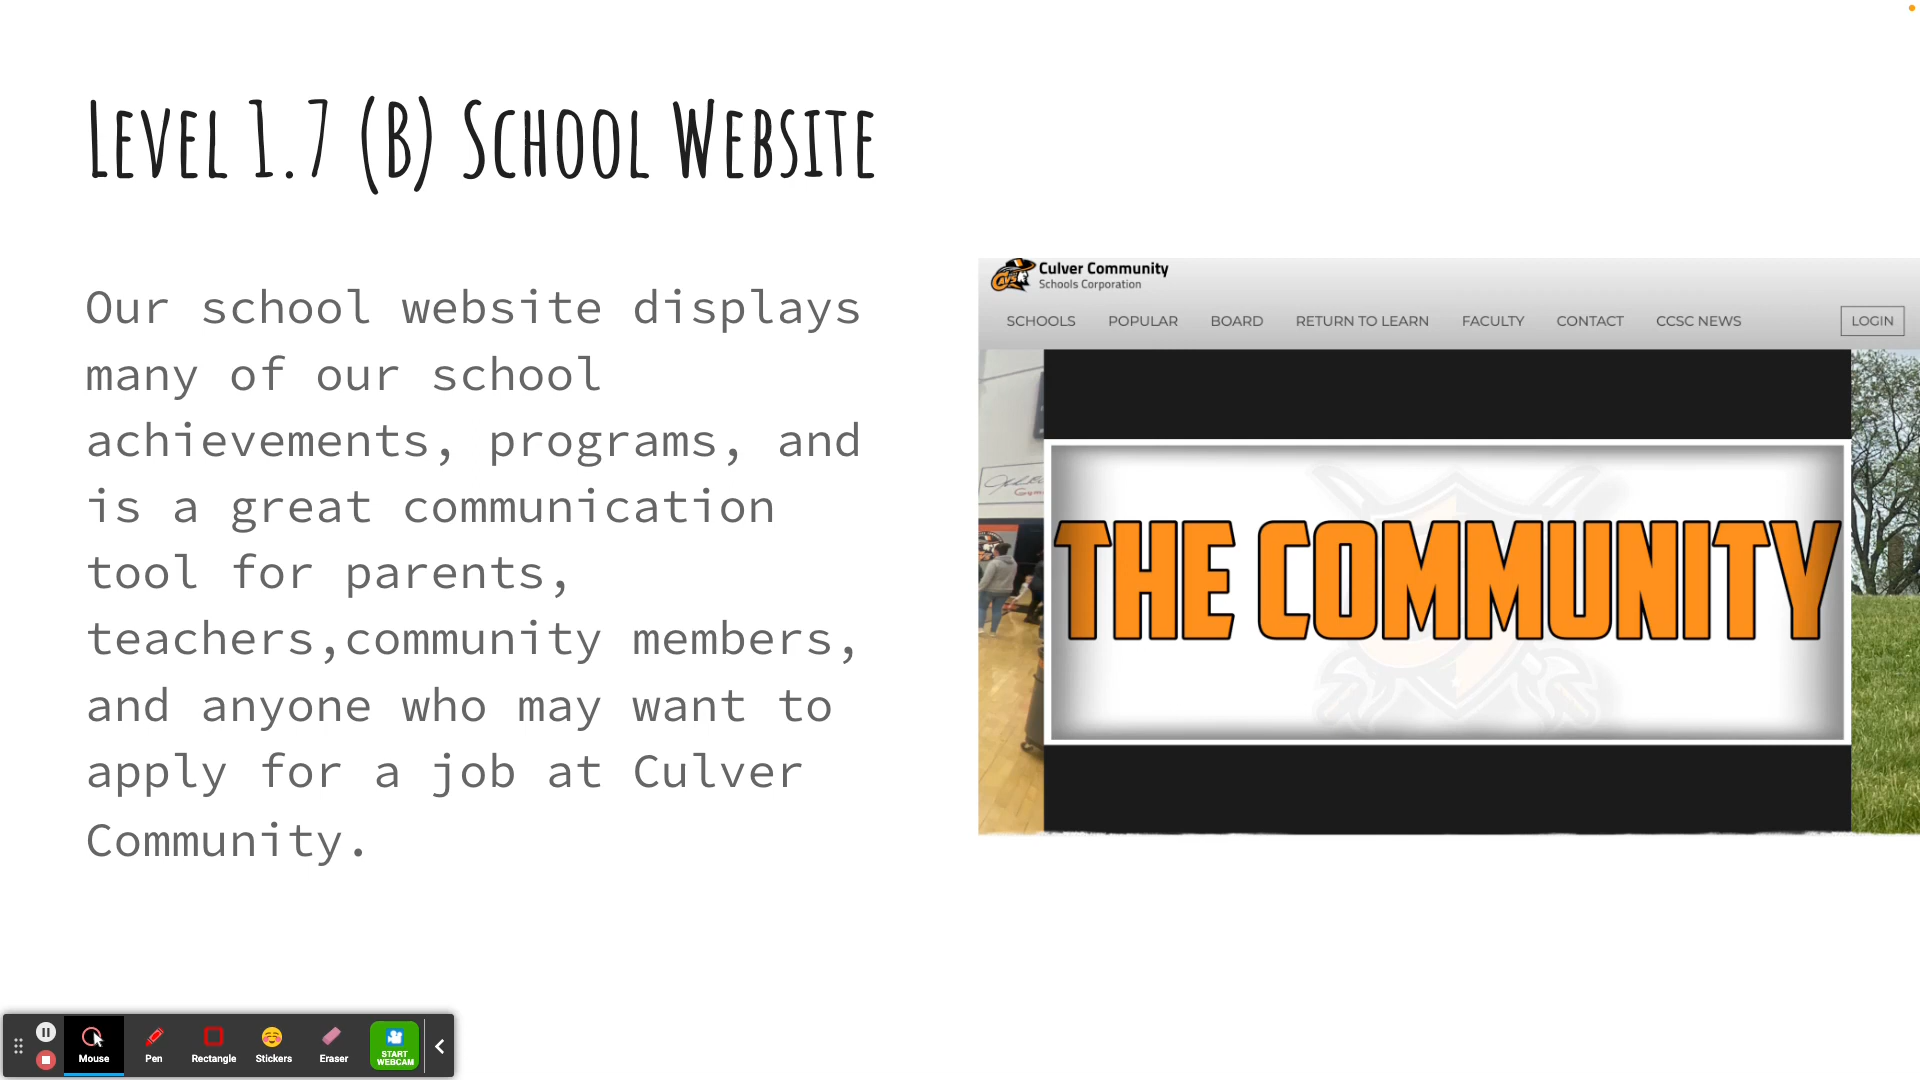 Level 1.7 (B) School Website
Our school website displays
many of our school
achievements, programs, and
is a great communication
tool for parents,
teachers,community members,
and anyone who may want to
apply for a job at Culver
Community.
Culver Community
Schools Corporation
SCHOOLS POPULAR BOARD RETURN TO LEARN FACULTY CONTACT CCSC NEWS LOGIN
THE COMMUNITY
Mouse Pen Rectangle Stickers Eraser START
WEBCAM